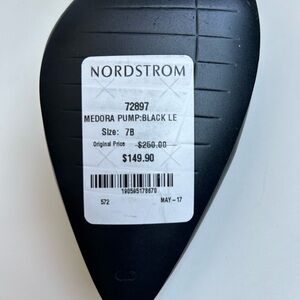 NORDSTROM
72897
MEDORA PUMP:BLACK LE
Size: 7B
Original Price $250.00
$149.90
190595178870
572 MAY-17